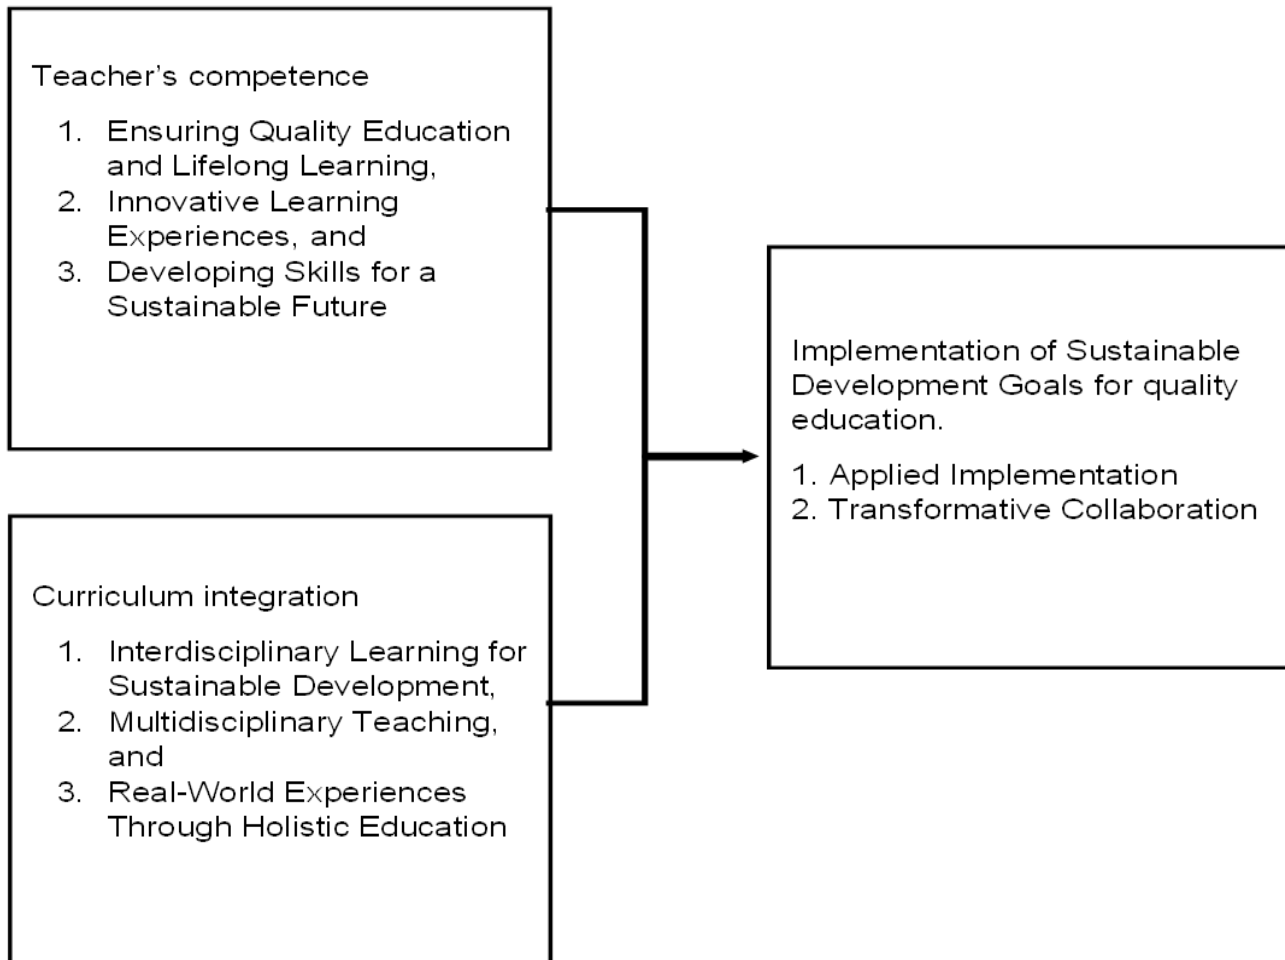 Teacher's competence
1. Ensuring Quality Education
and Lifelong Learning,
2. Innovative Learning
Experiences, and
3. Developing Skills for a
Sustainable Future
Curriculum integration
1. Interdisciplinary Learning for
Sustainable Development,
2. Multidisciplinary Teaching,
and
3. Real-World Experiences
Through Holistic Education
Implementation of Sustainable
Development Goals for quality
education.
1. Applied Implementation
2. Transformative Collaboration